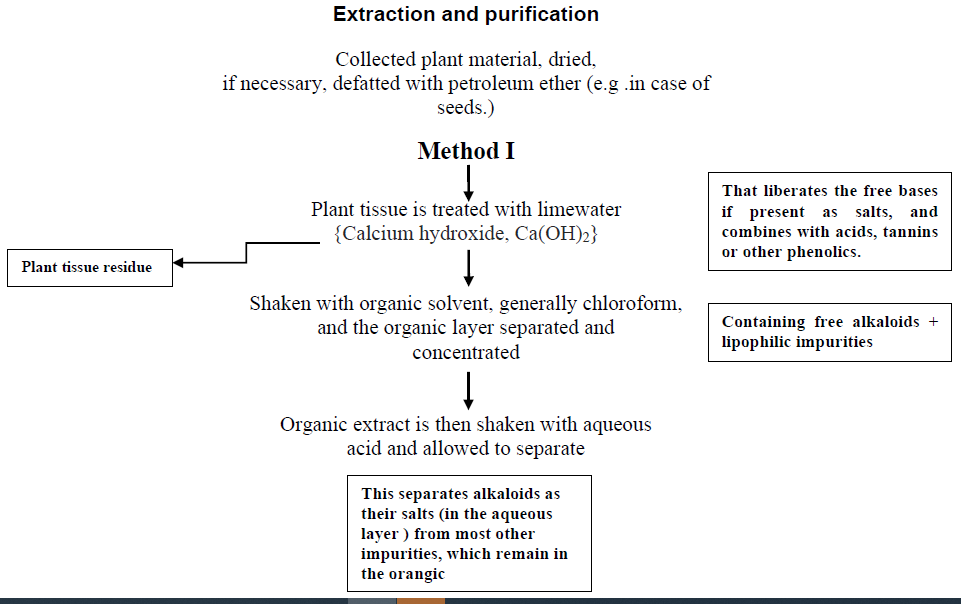 Extraction and purification
Collected plant material, dried,
if necessary, defatted with petroleum ether (e.g .in case of
seeds.)
Method I
Plant tissue is treated with limewater
{Calcium hydroxide, Ca(OH)₂}
That liberates the free bases
if present as salts, and
combines with acids, tannins
or other phenolics.
Plant tissue residue
Shaken with organic solvent, generally chloroform,
and the organic layer separated and
concentrated
Containing free alkaloids +
lipophilic impurities
Organic extract is then shaken with aqueous
acid and allowed to separate
This separates alkaloids as
their salts (in the aqueous
layer ) from most other
impurities, which remain in
the orangic